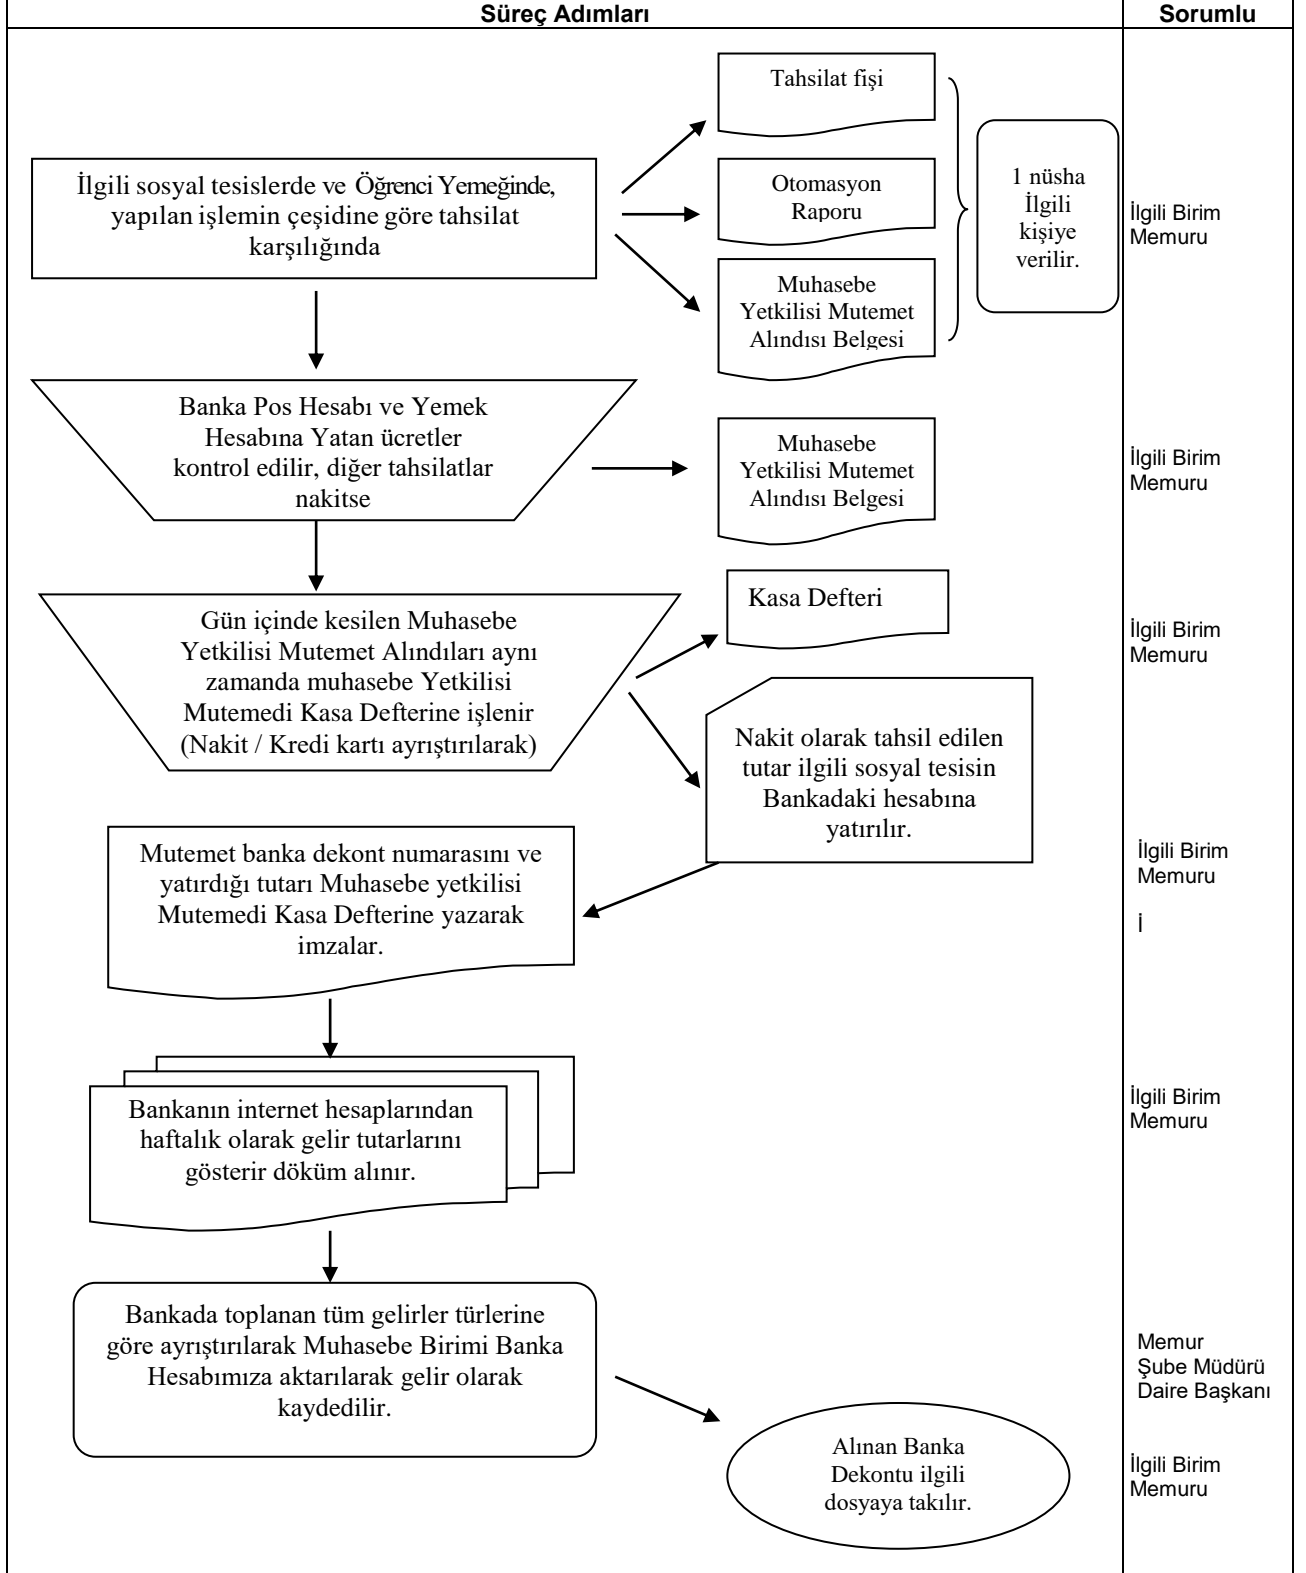 Süreç Adımları
Sorumlu
Tahsilat fişi
İlgili sosyal tesislerde ve Öğrenci Yemeğinde,
yapılan işlemin çeşidine göre tahsilat
karşılığında
Otomasyon
Raporu
Muhasebe
Yetkilisi Mutemet
Alındısı Belgesi
1 nüsha
İlgili
kişiye
verilir.
İlgili Birim
Memuru
Banka Pos Hesabı ve Yemek
Hesabına Yatan ücretler
kontrol edilir, diğer tahsilatlar
nakitse
Muhasebe
Yetkilisi Mutemet
Alındısı Belgesi
İlgili Birim
Memuru
Gün içinde kesilen Muhasebe
Yetkilisi Mutemet Alındıları aynı
zamanda muhasebe Yetkilisi
Mutemedi Kasa Defterine işlenir
(Nakit / Kredi kartı ayrıştırılarak)
Kasa Defteri
İlgili Birim
Memuru
Nakit olarak tahsil edilen
tutar ilgili sosyal tesisin
Bankadaki hesabına
yatırılır.
Mutemet banka dekont numarasını ve
yatırdığı tutarı Muhasebe yetkilisi
Mutemedi Kasa Defterine yazarak
imzalar.
İlgili Birim
Memuru
İ
Bankanın internet hesaplarından
haftalık olarak gelir tutarlarını
gösterir döküm alınır.
İlgili Birim
Memuru
Bankada toplanan tüm gelirler türlerine
göre ayrıştırılarak Muhasebe Birimi Banka
Hesabımıza aktarılarak gelir olarak
kaydedilir.
Memur
Şube Müdürü
Daire Başkanı
Alınan Banka
Dekontu ilgili
dosyaya takılır.
İlgili Birim
Memuru